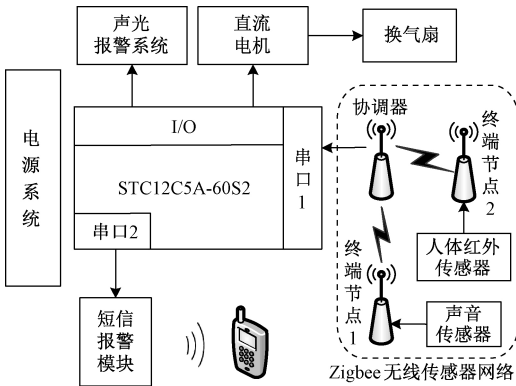 声光
报警系统
直流
电机
换气扇
电源系统
I/O
STC12C5A-60S2
串口1
串口2
短信
报警
模块
协调器
终端节点2
人体红外
传感器
终端节点1
声音
传感器
Zigbee无线传感器网络